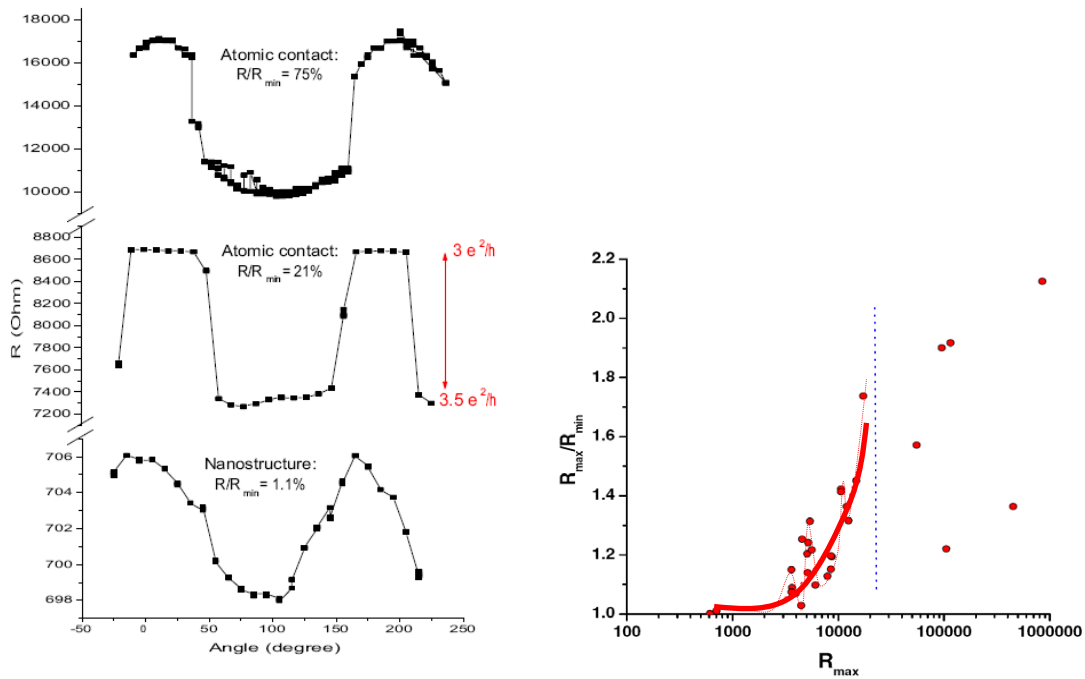 18000
16000
14000
12000
10000
Atomic contact:
R/R min = 75%
8800
8600
8400
8200
8000
7800
7600
7400
7200
Atomic contact:
R/R min = 21%
3 e²/h
3.5 e²/h
R (Ohm)
706
704
702
700
698
Nanostructure:
R/R min = 1.1%
-50 0 50 100 150 200 250
Angle (degree)
2.2
2.0
1.8
1.6
1.4
1.2
1.0
Rmax/Rmin
100 1000 10000 100000 1000000
Rmax